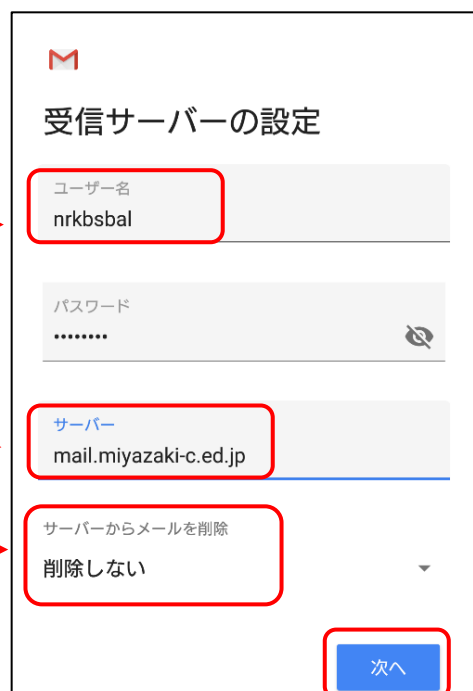 受信サーバーの設定
ユーザー名
nrkbsbal
パスワード
••••••••
サーバー
mail.miyazaki-c.ed.jp
サーバーからメールを削除
削除しない
次へ